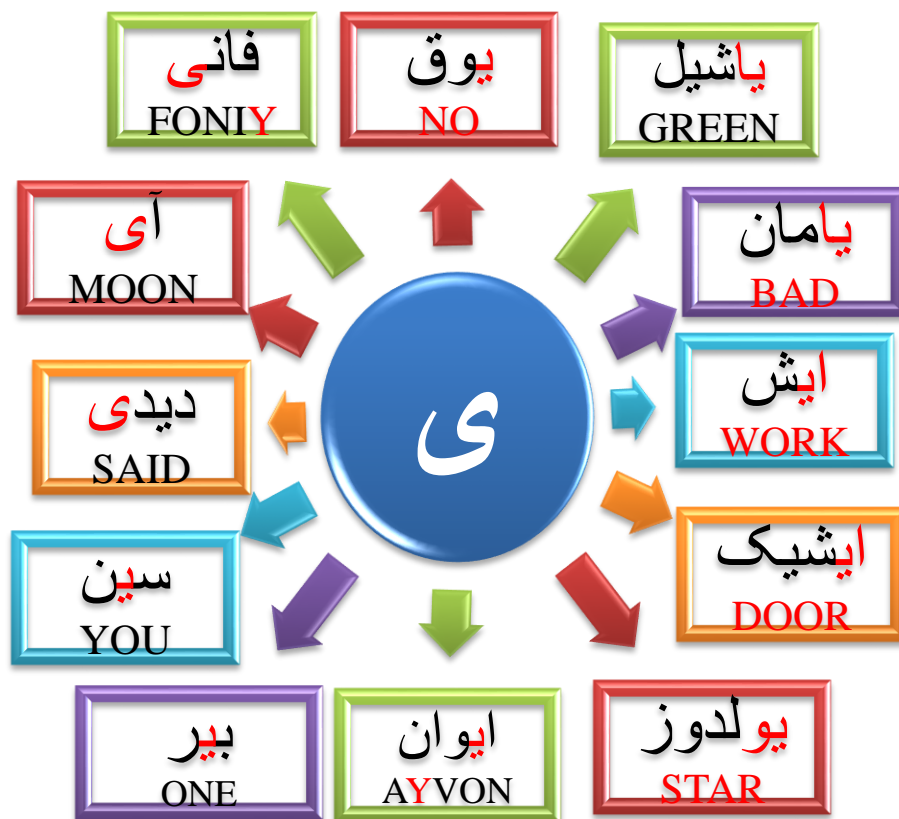 فانی
FONIY
یوق
NO
یاشیل
GREEN
آی
MOON
یامان
BAD
دیدی
SAID
ی
ایش
WORK
سین
YOU
ایشیک
DOOR
بیر
ONE
ایوان
AYVON
یولدوز
STAR